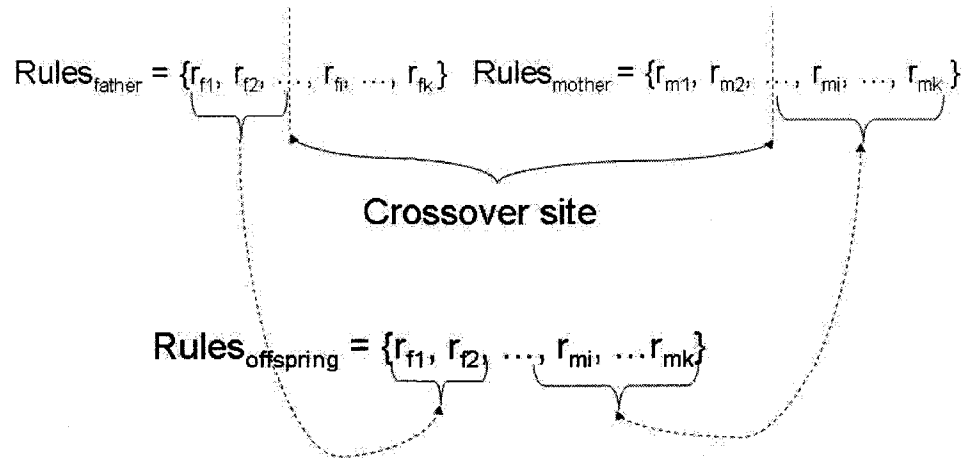 Rules_father = {r_f1, r_f2, ..., r_fi, ..., r_fk} Rules_mother = {r_m1, r_m2, ..., r_mi, ..., r_mk}
Crossover site
Rules_offspring = {r_f1, r_f2, ..., r_mi, ...r_mk}